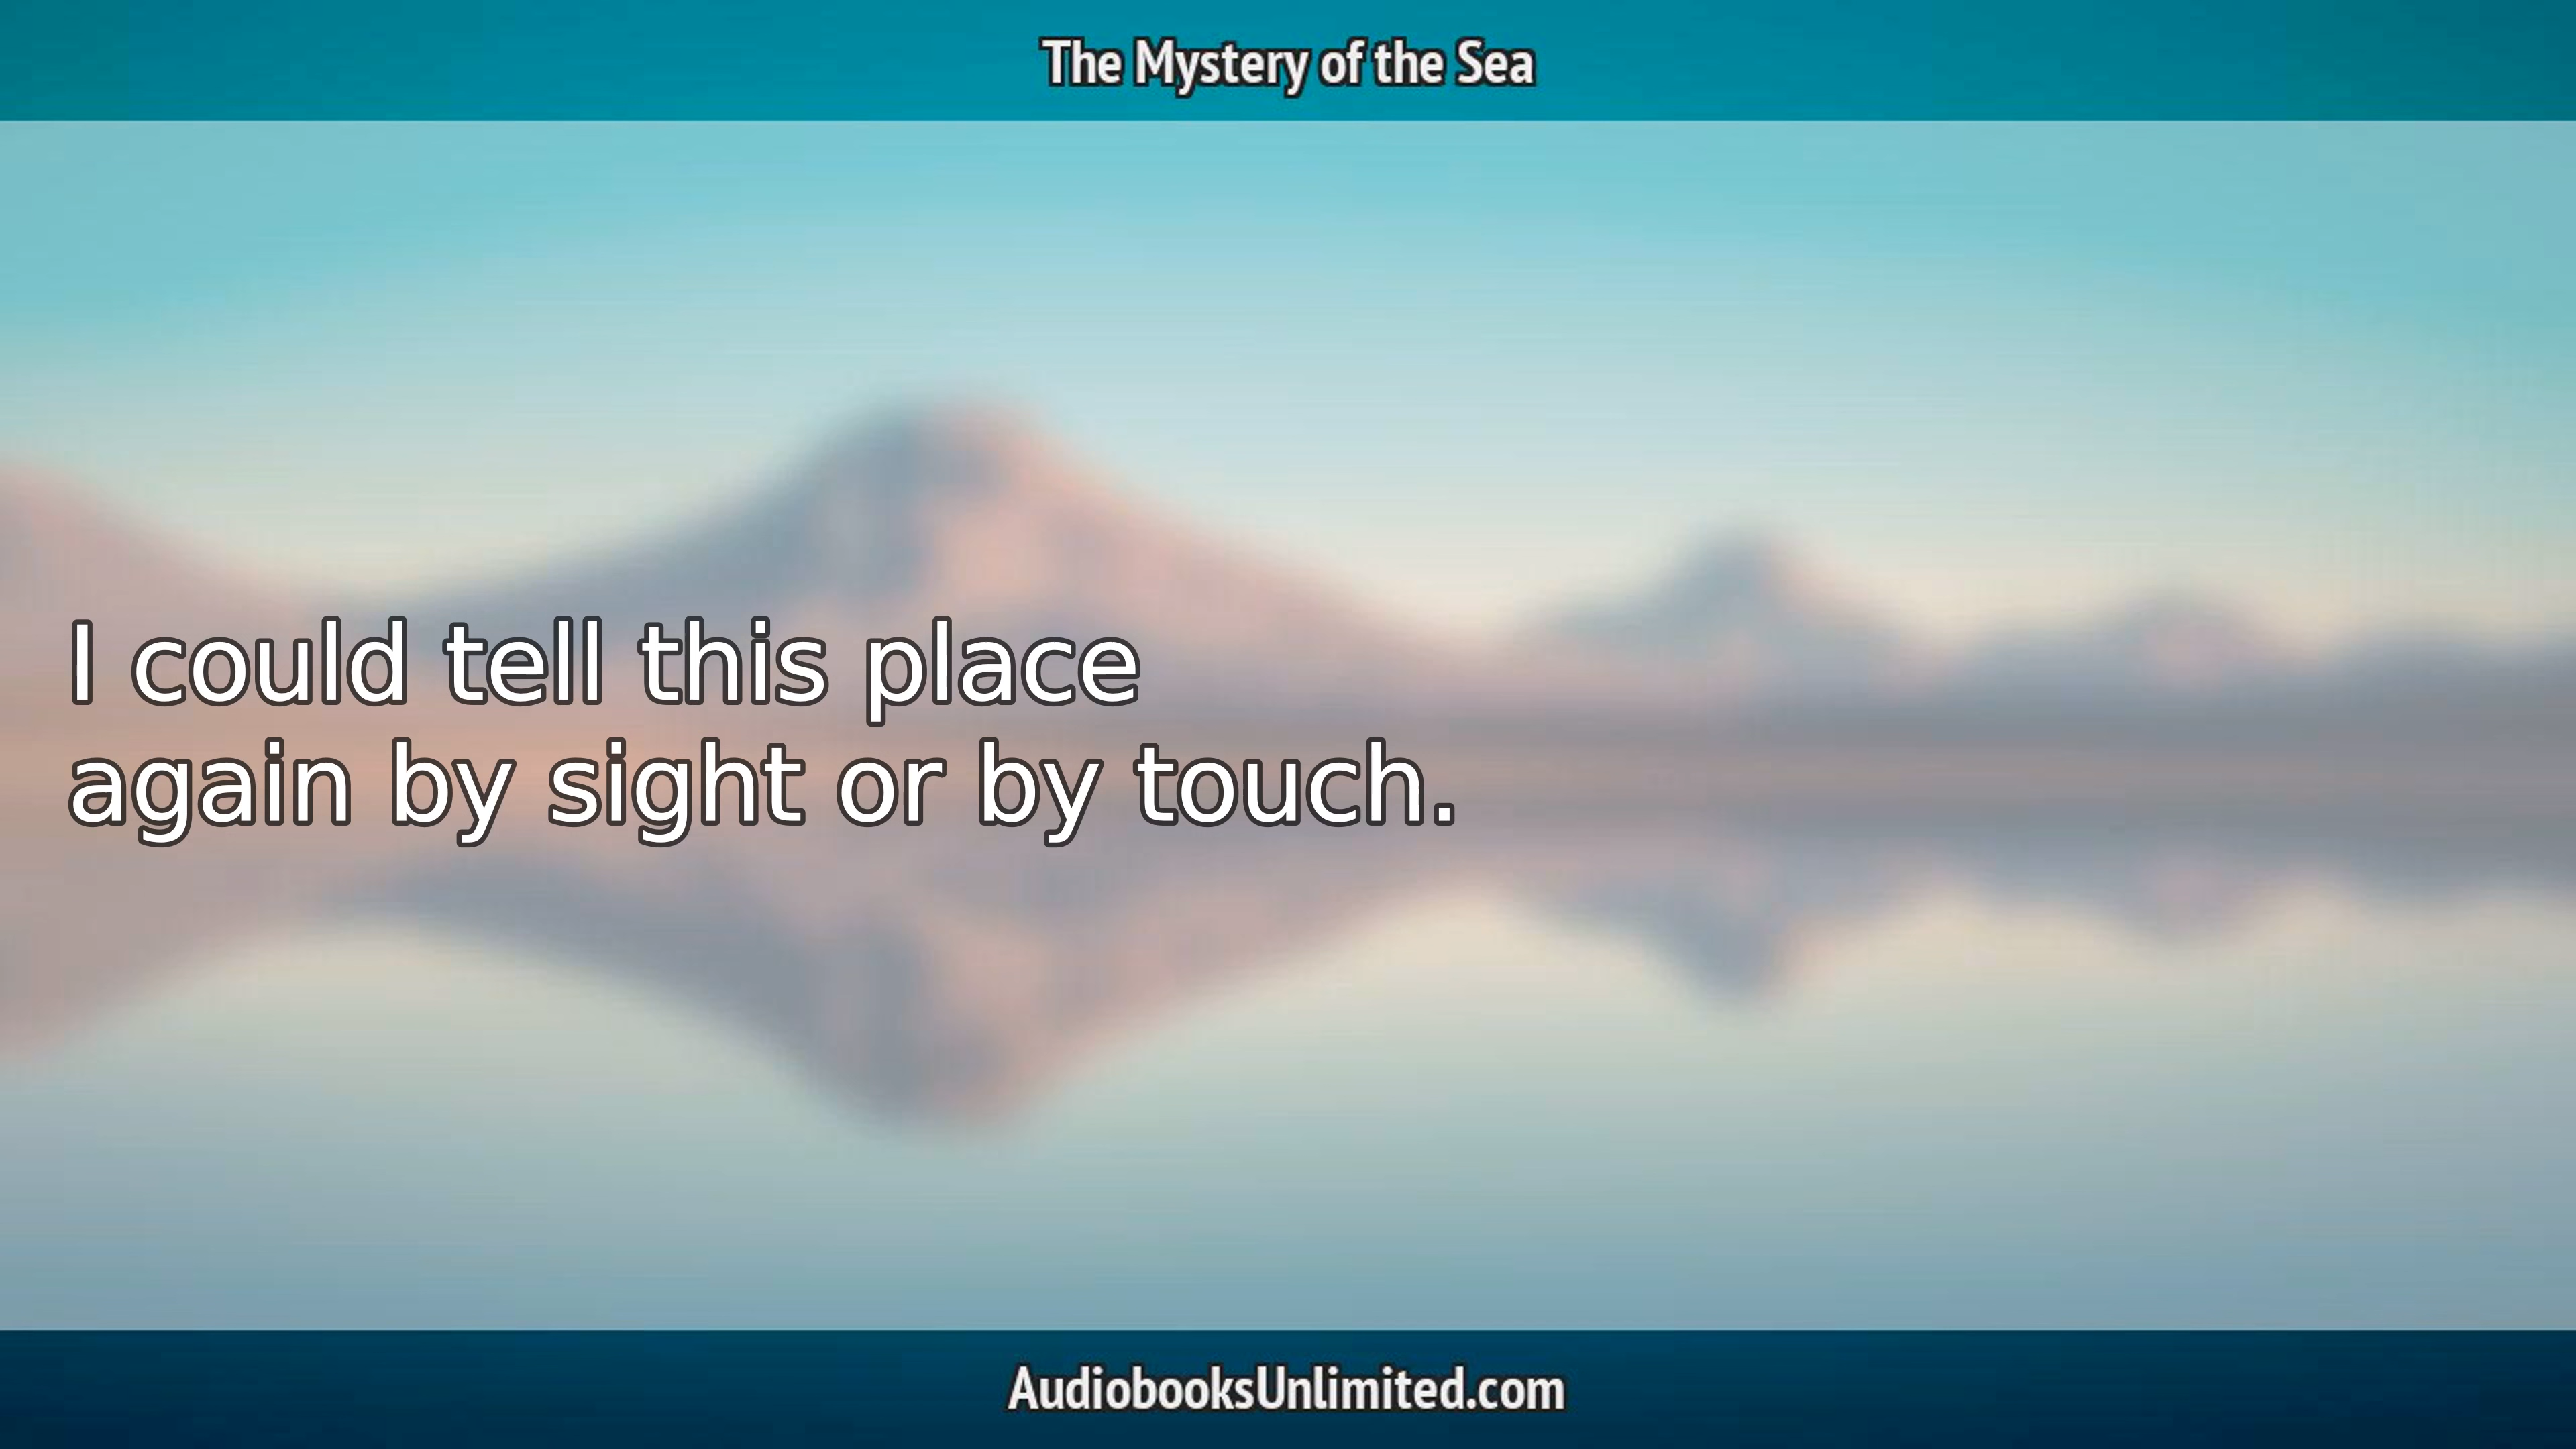 The Mystery of the Sea
I could tell this place
again by sight or by touch.
AudiobooksUnlimited.com